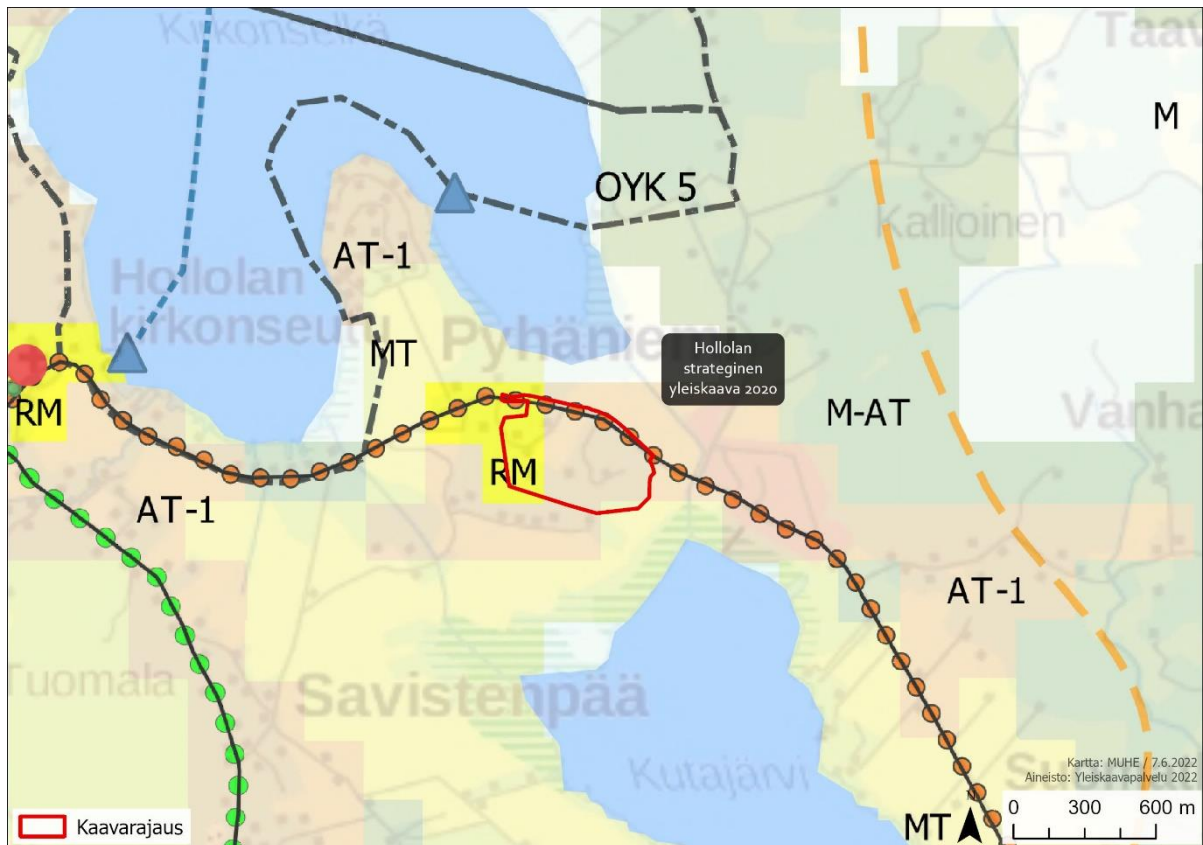 Kirkonselkä
Taav
M
OYK 5
Kallioinen
AT-1
Hollolan
kirkonseutu
MT
Pyhäniemi
Hollolan
strateginen
yleiskaava 2020
RM
M-AT
Vanha
RM
AT-1
AT-1
Tuomala
Savistenpää
Kutajärvi
Kartta: MUHE / 7.6.2022
Aineisto: Yleiskaavapalvelu 2022
Kaavarajaus
MT
N
0 300 600 m